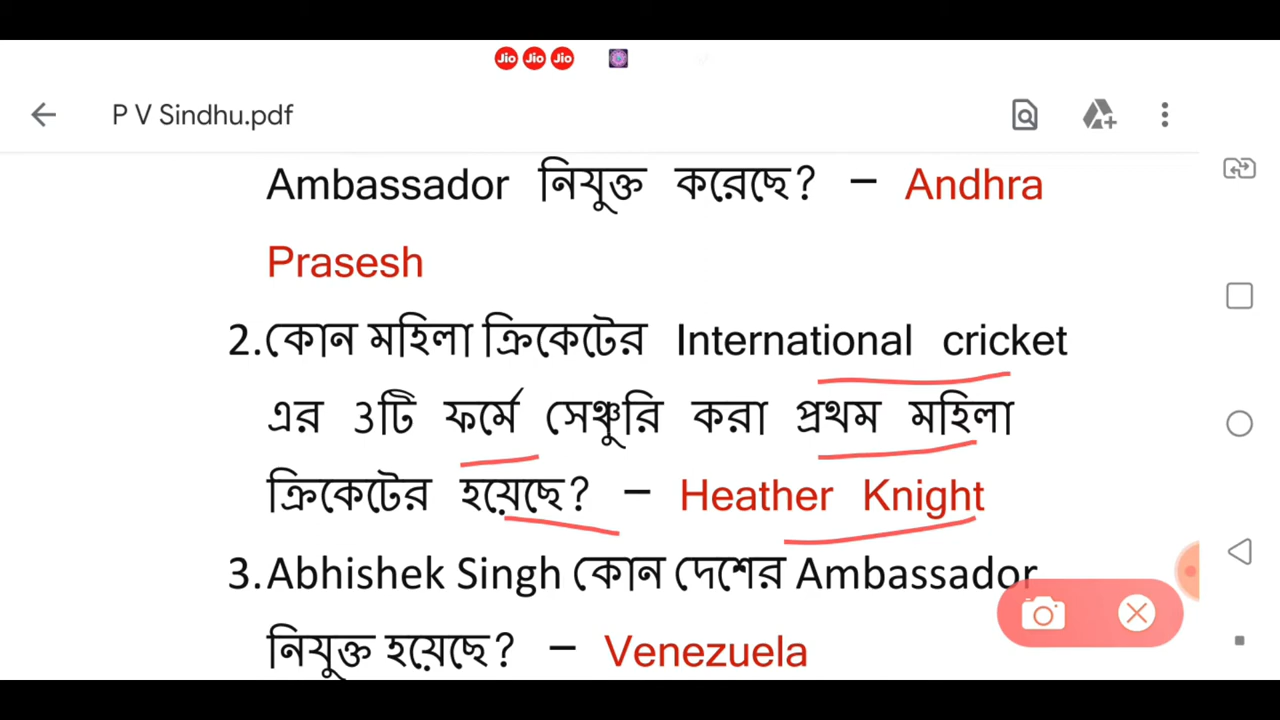 Jio Jio Jio
P V Sindhu.pdf
Ambassador নিযুক্ত করেছে? – Andhra
Prasesh
2.কোন মহিলা ক্রিকেটের International cricket
এর 3টি ফর্মে সেঞ্চুরি করা প্রথম মহিলা
ক্রিকেটের হয়েছে? – Heather Knight
3.Abhishek Singh কোন দেশের Ambassador
নিযুক্ত হয়েছে? – Venezuela